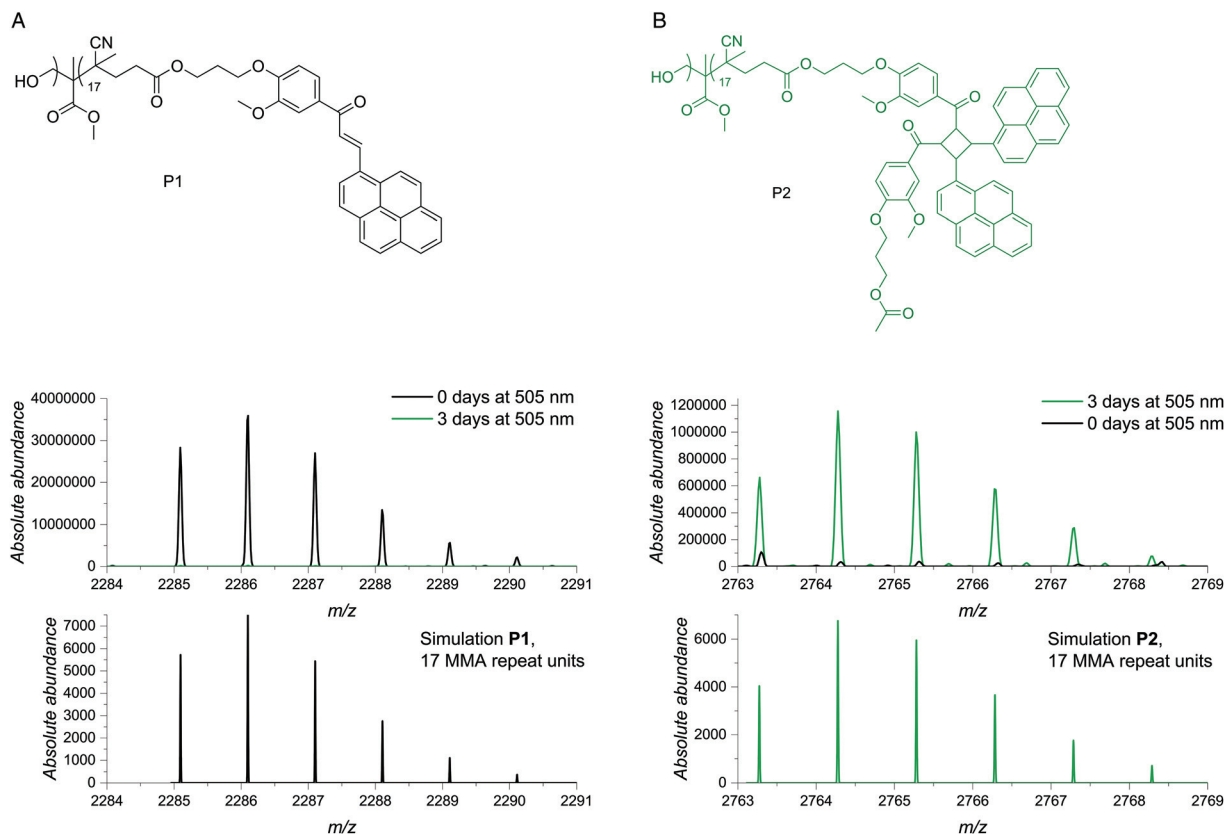 A
CN
O
O
17
HO
O
O
O
O
O
P1
B
CN
O
O
17
HO
O
O
O
O
O
O
P2
O
O
O
O
40000000
30000000
20000000
10000000
0
Absolute abundance
0 days at 505 nm
3 days at 505 nm
2284 2285 2286 2287 2288 2289 2290 2291
m/z
7000
6000
5000
4000
3000
2000
1000
0
Absolute abundance
Simulation P1,
17 MMA repeat units
2284 2285 2286 2287 2288 2289 2290 2291
m/z
1200000
1000000
800000
600000
400000
200000
0
Absolute abundance
3 days at 505 nm
0 days at 505 nm
2763 2764 2765 2766 2767 2768 2769
m/z
6000
4000
2000
0
Absolute abundance
Simulation P2,
17 MMA repeat units
2763 2764 2765 2766 2767 2768 2769
m/z